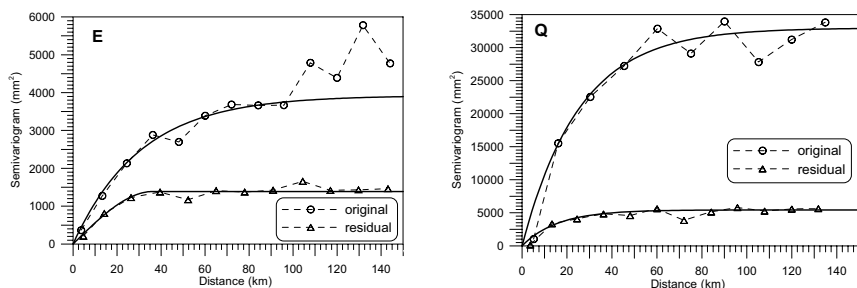 E
Semivariogram (mm²)
6000
5000
4000
3000
2000
1000
0
original
residual
0 20 40 60 80 100 120 140
Distance (km)
Q
Semivariogram (mm²)
35000
30000
25000
20000
15000
10000
5000
0
original
residual
0 20 40 60 80 100 120 140
Distance (km)